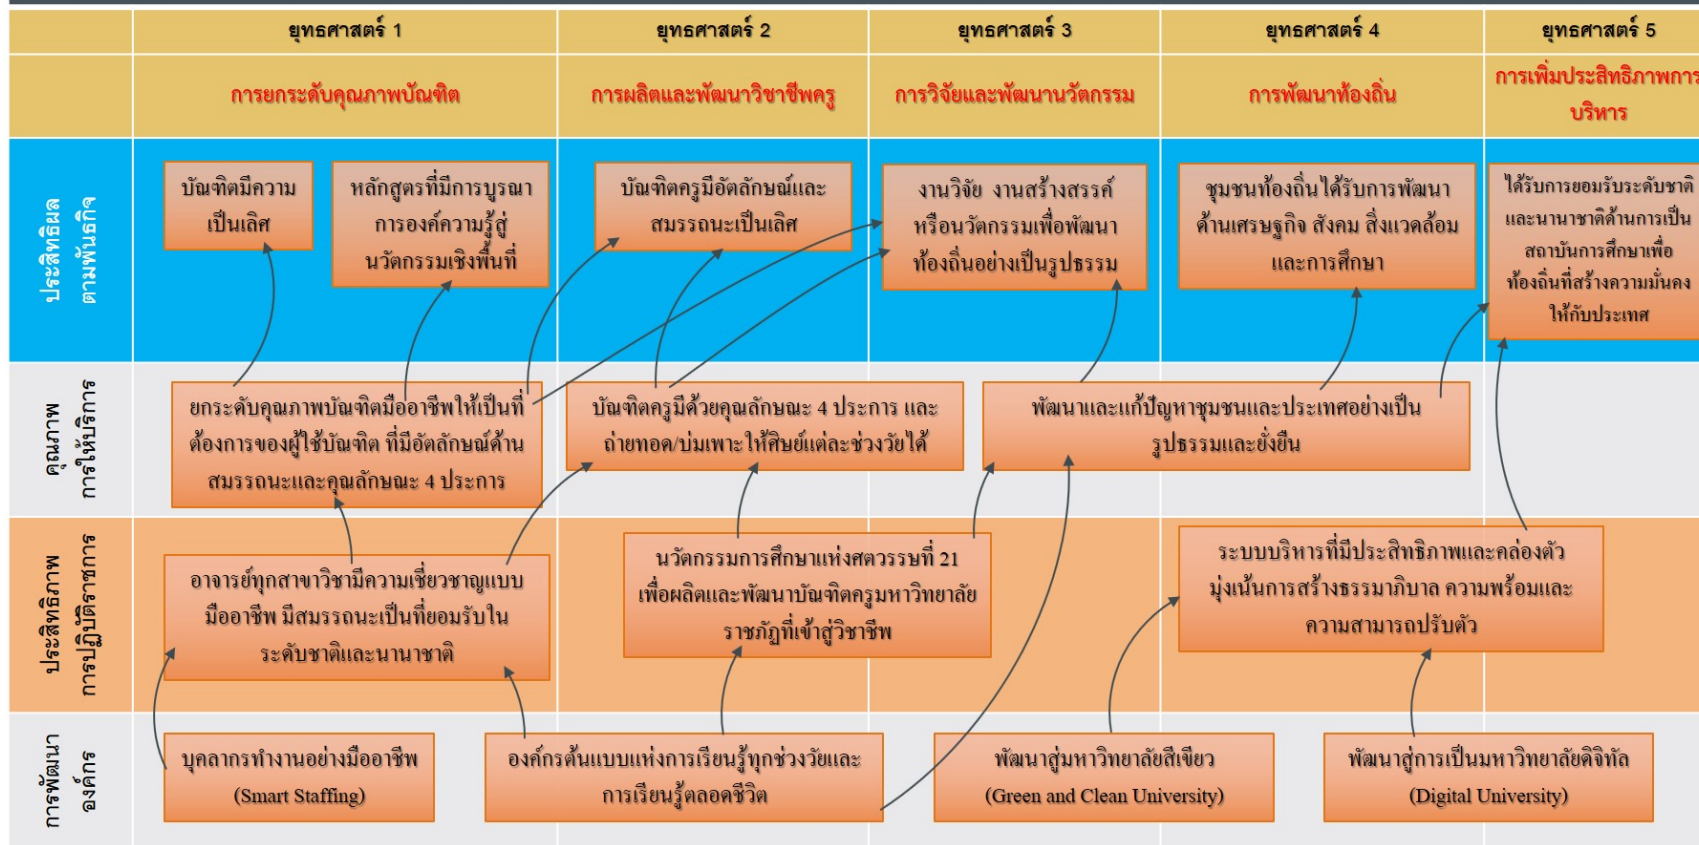 ยุทธศาสตร์ 1
ยุทธศาสตร์ 2
ยุทธศาสตร์ 3
ยุทธศาสตร์ 4
ยุทธศาสตร์ 5
การยกระดับคุณภาพบัณฑิต
การผลิตและพัฒนาวิชาชีพครู
การวิจัยและพัฒนานวัตกรรม
การพัฒนาท้องถิ่น
การเพิ่มประสิทธิภาพการ
บริหาร
ประสิทธิผล
ตามพันธกิจ
บัณฑิตมีความ
เป็นเลิศ
หลักสูตรที่มีการบูรณา
การองค์ความรู้สู่
นวัตกรรมเชิงพื้นที่
บัณฑิตครูมีอัตลักษณ์และ
สมรรถนะเป็นเลิศ
งานวิจัย งานสร้างสรรค์
หรือนวัตกรรมเพื่อพัฒนา
ท้องถิ่นอย่างเป็นรูปธรรม
ชุมชนท้องถิ่นได้รับการพัฒนา
ด้านเศรษฐกิจ สังคม สิ่งแวดล้อม
และการศึกษา
ได้รับการยอมรับระดับชาติ
และนานาชาติด้านการเป็น
สถาบันการศึกษาเพื่อ
ท้องถิ่นที่สร้างความมั่นคง
ให้กับประเทศ
คุณภาพ
การให้บริการ
ยกระดับคุณภาพบัณฑิตมืออาชีพให้เป็นที่
ต้องการของผู้ใช้บัณฑิต ที่มีอัตลักษณ์ด้าน
สมรรถนะและคุณลักษณะ 4 ประการ
บัณฑิตครูมีด้วยคุณลักษณะ 4 ประการ และ
ถ่ายทอด/บ่มเพาะให้ศิษย์แต่ละช่วงวัยได้
พัฒนาและแก้ปัญหาชุมชนและประเทศอย่างเป็น
รูปธรรมและยั่งยืน
ประสิทธิภาพ
การปฏิบัติราชการ
อาจารย์ทุกสาขาวิชามีความเชี่ยวชาญแบบ
มืออาชีพ มีสมรรถนะเป็นที่ยอมรับใน
ระดับชาติและนานาชาติ
นวัตกรรมการศึกษาแห่งศตวรรษที่ 21
เพื่อผลิตและพัฒนาบัณฑิตครูมหาวิทยาลัย
ราชภัฏที่เข้าสู่วิชาชีพ
ระบบบริหารที่มีประสิทธิภาพและคล่องตัว
มุ่งเน้นการสร้างธรรมาภิบาล ความพร้อมและ
ความสามารถปรับตัว
การพัฒนา
องค์กร
บุคลากรทำงานอย่างมืออาชีพ
(Smart Staffing)
องค์กรต้นแบบแห่งการเรียนรู้ทุกช่วงวัยและ
การเรียนรู้ตลอดชีวิต
พัฒนาสู่มหาวิทยาลัยสีเขียว
(Green and Clean University)
พัฒนาสู่การเป็นมหาวิทยาลัยดิจิทัล
(Digital University)